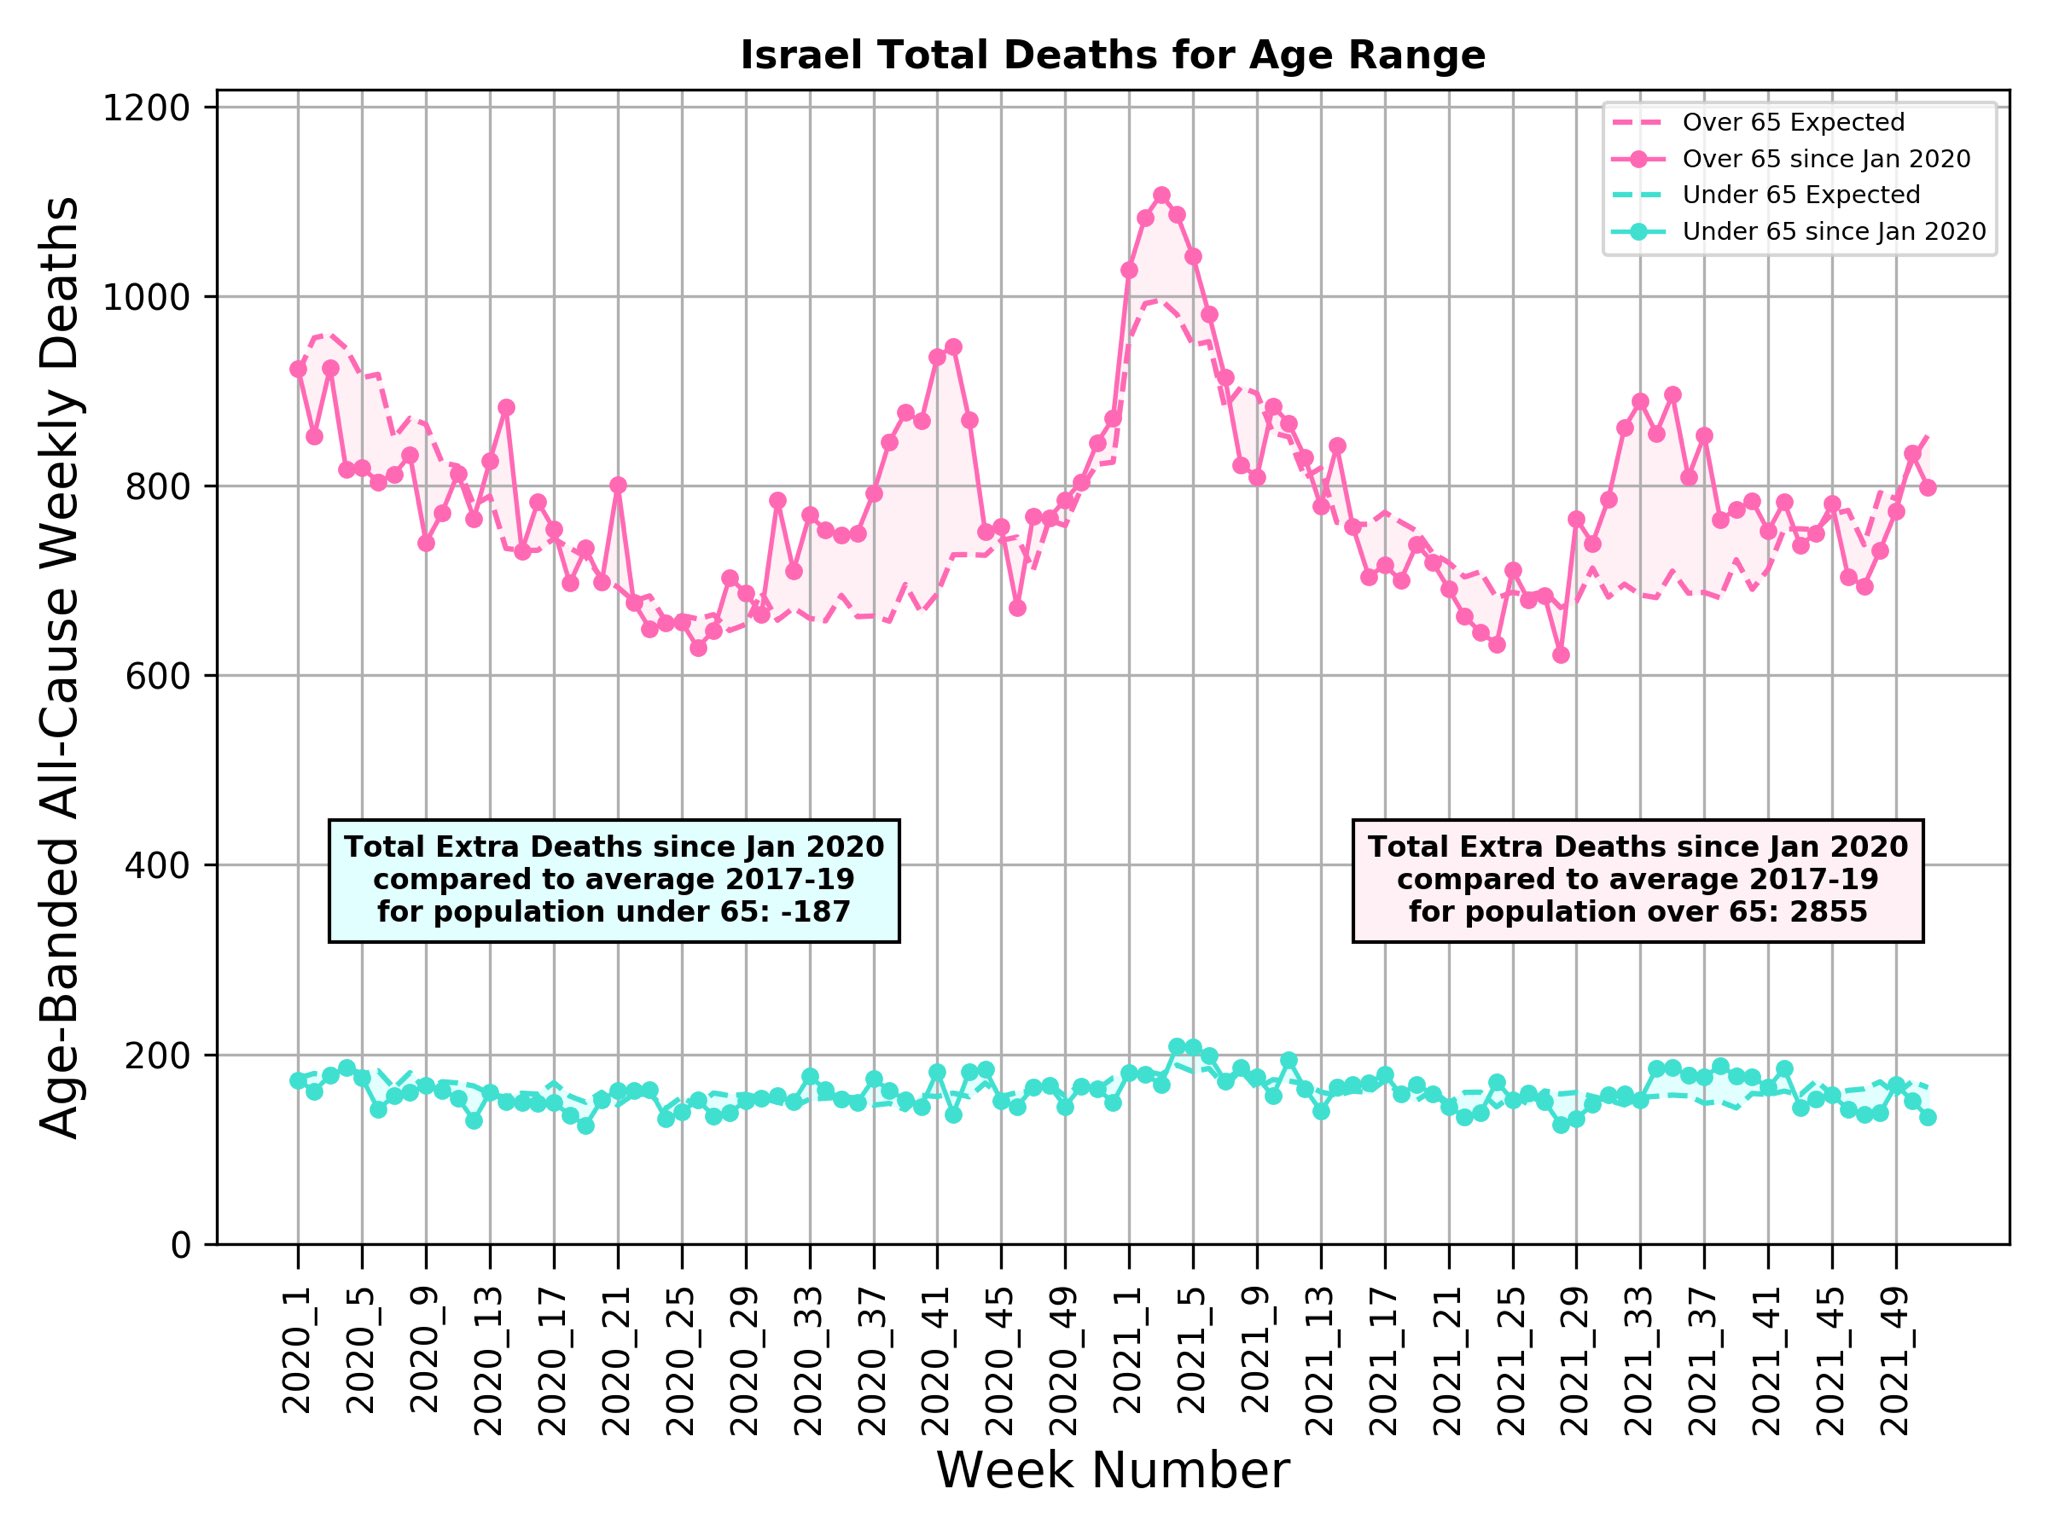 Israel Total Deaths for Age Range
Age-Banded All-Cause Weekly Deaths
1200
1000
800
600
400
200
0
Over 65 Expected
Over 65 since Jan 2020
Under 65 Expected
Under 65 since Jan 2020
Total Extra Deaths since Jan 2020
compared to average 2017-19
for population under 65: -187
Total Extra Deaths since Jan 2020
compared to average 2017-19
for population over 65: 2855
2020_1
2020_5
2020_9
2020_13
2020_17
2020_21
2020_25
2020_29
2020_33
2020_37
2020_41
2020_45
2020_49
2021_1
2021_5
2021_9
2021_13
2021_17
2021_21
2021_25
2021_29
2021_33
2021_37
2021_41
2021_45
2021_49
Week Number